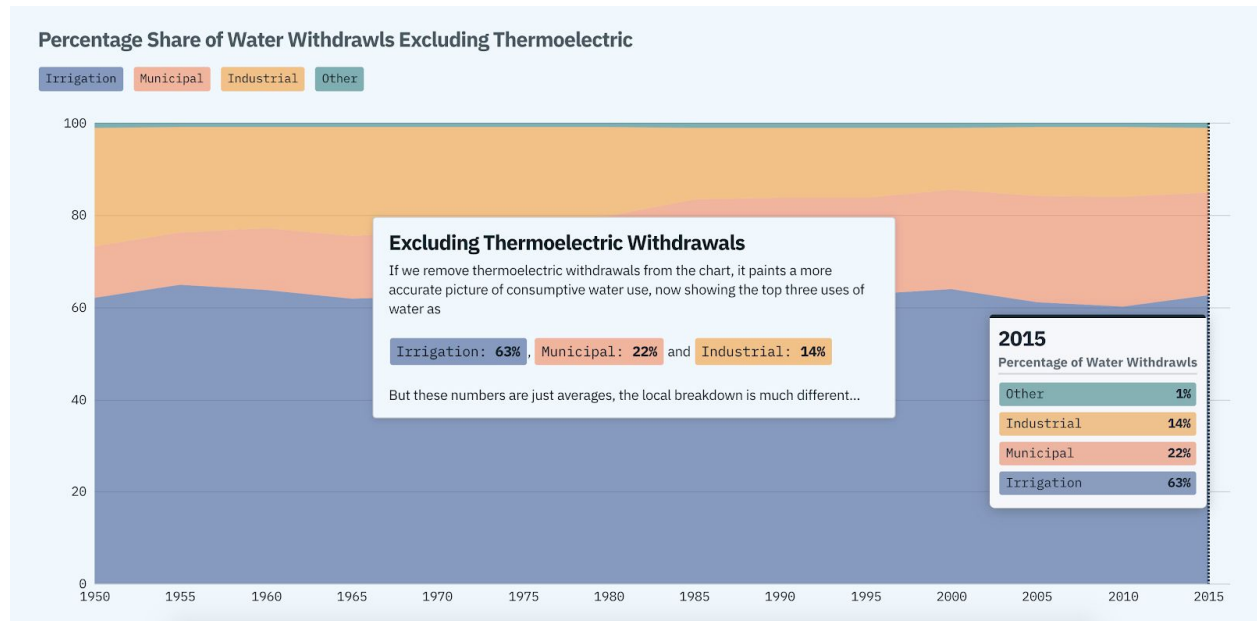 Percentage Share of Water Withdrawls Excluding Thermoelectric
Irrigation Municipal Industrial Other
100
80
60
40
20
0
Excluding Thermoelectric Withdrawals
If we remove thermoelectric withdrawals from the chart, it paints a more
accurate picture of consumptive water use, now showing the top three uses of
water as
Irrigation: 63%, Municipal: 22% and Industrial: 14%
But these numbers are just averages, the local breakdown is much different...
2015
Percentage of Water Withdrawls
Other 1%
Industrial 14%
Municipal 22%
Irrigation 63%
1950 1955 1960 1965 1970 1975 1980 1985 1990 1995 2000 2005 2010 2015